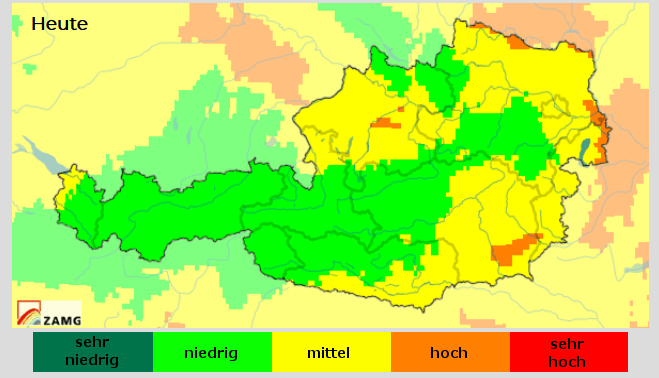 Heute
ZAMG
sehr
niedrig
niedrig
mittel
hoch
sehr
hoch